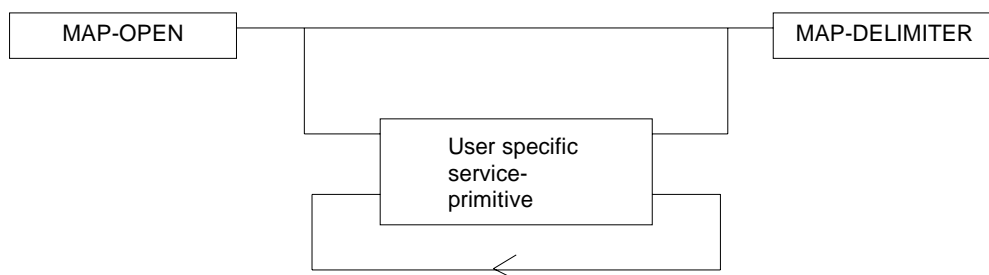 MAP-OPEN
MAP-DELIMITER
User specific
service-
primitive